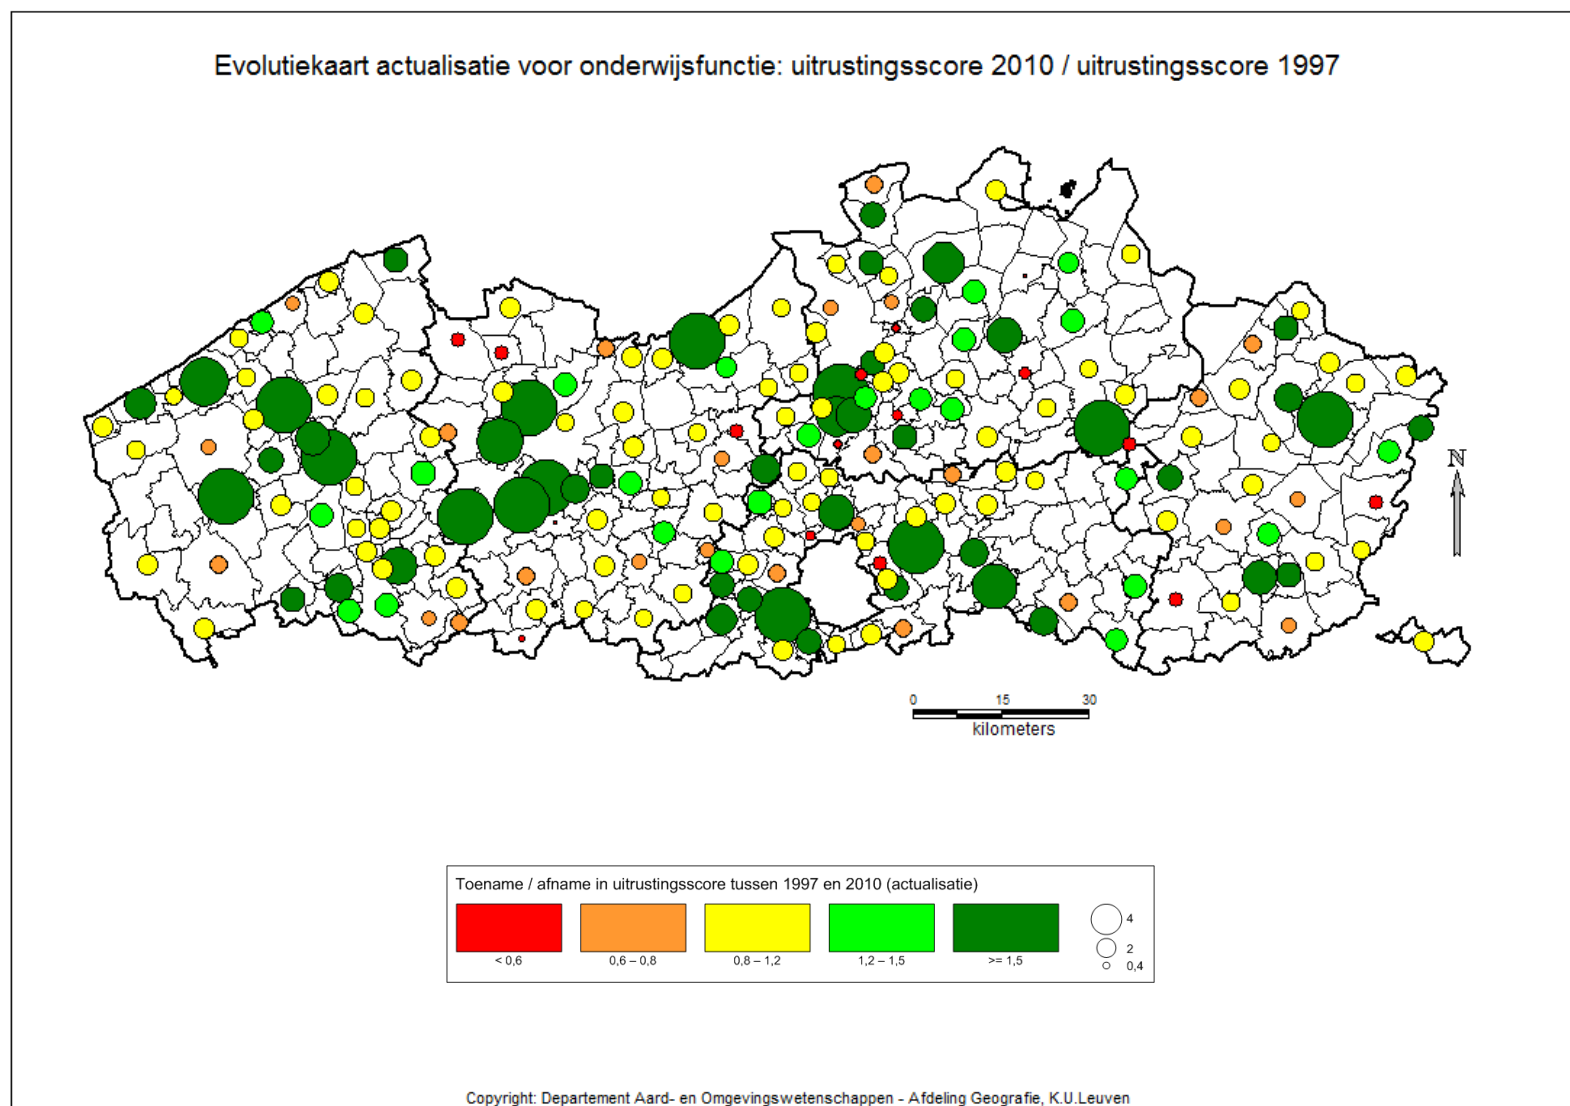 Evolutiekaart actualisatie voor onderwijsfunctie: uitrustingsscore 2010 / uitrustingsscore 1997
N
0 15 30
kilometers
Toename / afname in uitrustingsscore tussen 1997 en 2010 (actualisatie)
4
2
0,4
< 0,6 0,6 – 0,8 0,8 – 1,2 1,2 – 1,5 >= 1,5
Copyright: Departement Aard- en Omgevingswetenschappen - Afdeling Geografie, K.U.Leuven